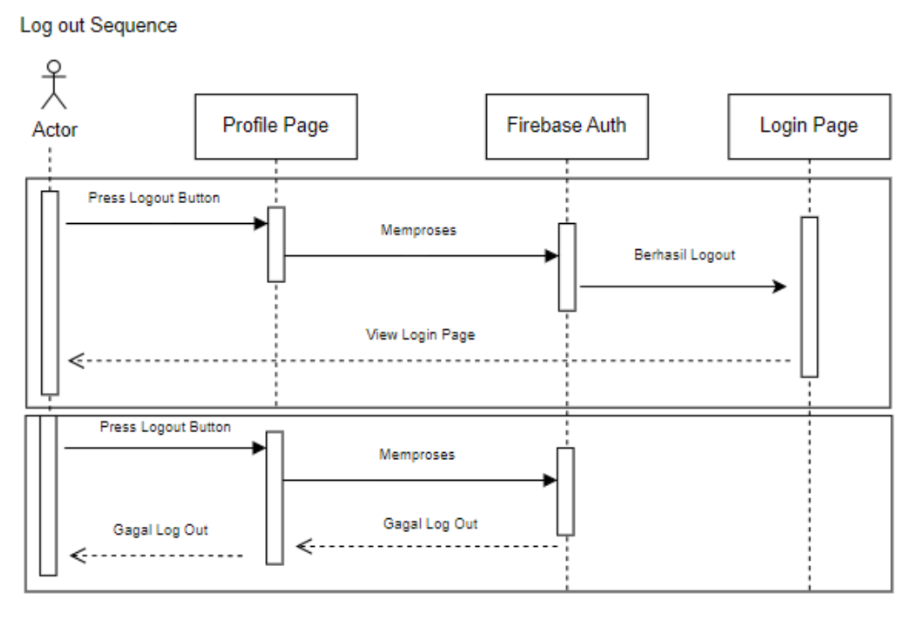 Log out Sequence
Actor
Profile Page
Firebase Auth
Login Page
Press Logout Button
Memproses
Berhasil Logout
View Login Page
Press Logout Button
Memproses
Gagal Log Out
Gagal Log Out